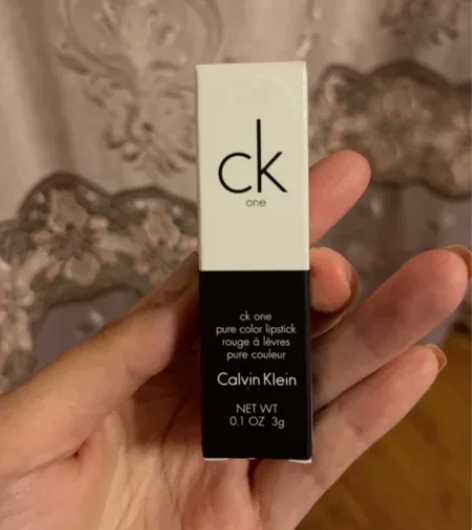 ck
one
ck one
pure color lipstick
rouge à lèvres
pure couleur
Calvin Klein
NET WT
0.1 OZ 3g